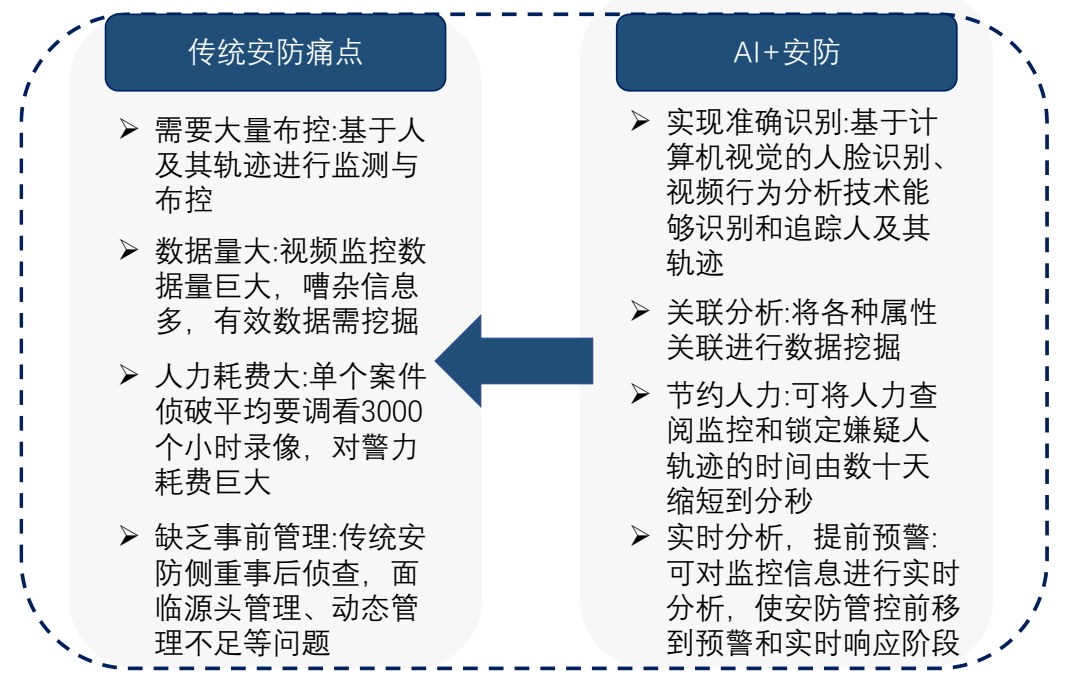 传统安防痛点
需要大量布控:基于人
及其轨迹进行监测与
布控
数据量大:视频监控数
据量巨大，嘈杂信息
多，有效数据需挖掘
人力耗费大:单个案件
侦破平均要调看3000
个小时录像，对警力
耗费巨大
缺乏事前管理:传统安
防侧重事后侦查，面
临源头管理、动态管
理不足等问题
AI+安防
实现准确识别:基于计
算机视觉的人脸识别、
视频行为分析技术能
够识别和追踪人及其
轨迹
关联分析:将各种属性
关联进行数据挖掘
节约人力:可将人力查
阅监控和锁定嫌疑人
轨迹的时间由数十天
缩短到分秒
实时分析，提前预警:
可对监控信息进行实时
分析，使安防管控前移
到预警和实时响应阶段